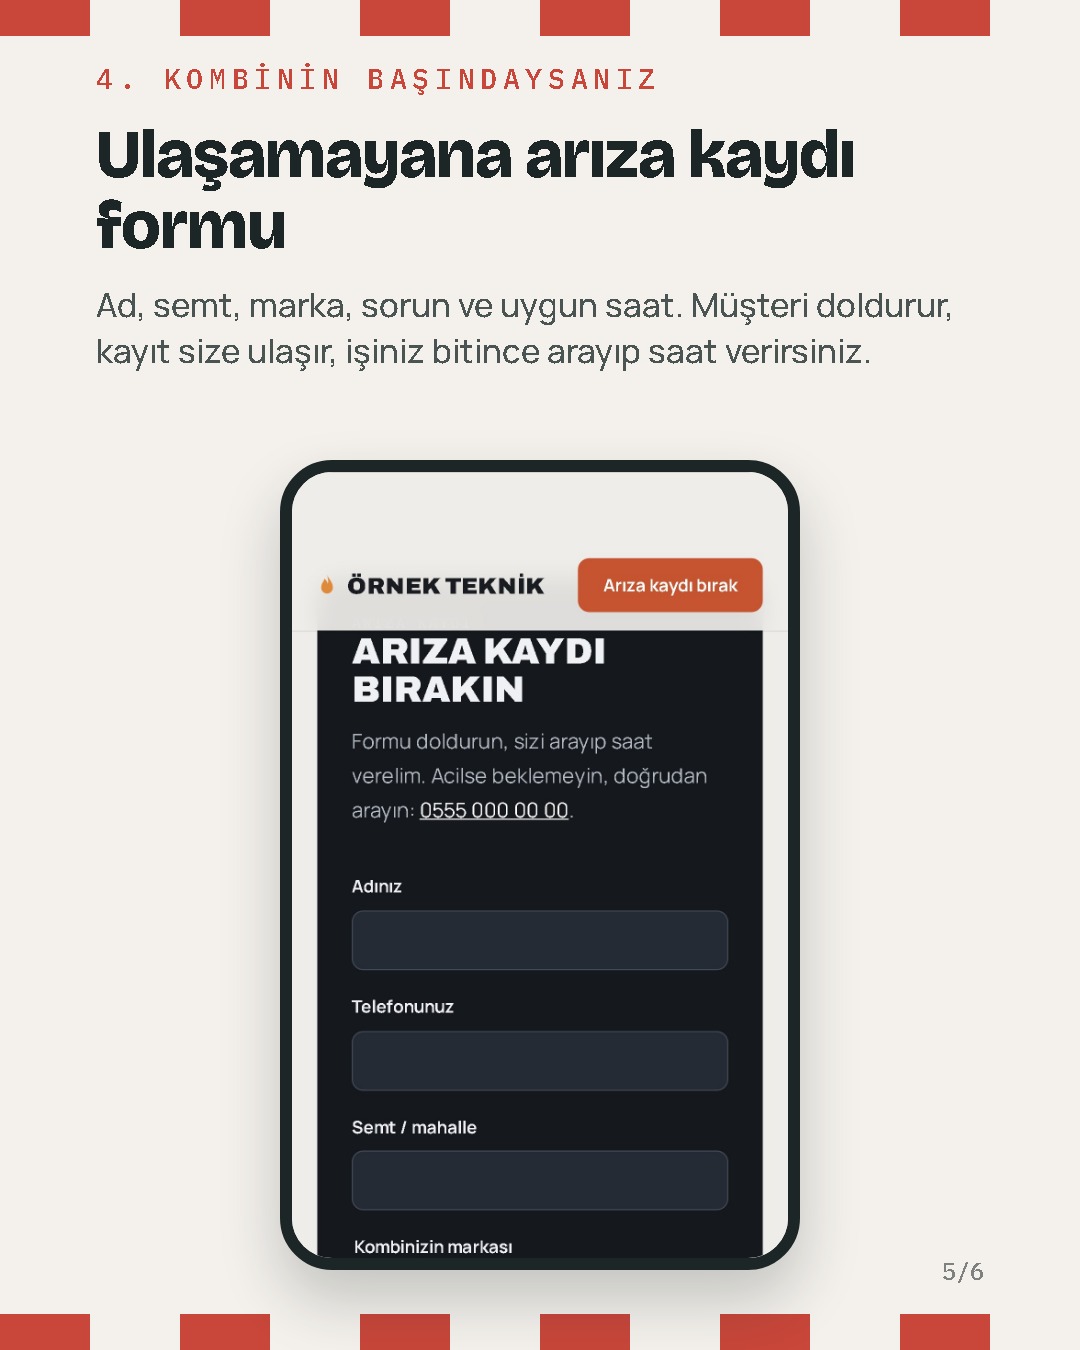 4. KOMBİNİN BAŞINDAYSANIZ
Ulaşamayana arıza kaydı
formu
Ad, semt, marka, sorun ve uygun saat. Müşteri doldurur,
kayıt size ulaşır, işiniz bitince arayıp saat verirsiniz.
ÖRNEK TEKNİK
Arıza kaydı bırak
ARIZA KAYDI
BIRAKIN
Formu doldurun, sizi arayıp saat
verelim. Acilse beklemeyin, doğrudan
arayın: 0555 000 00 00.
Adınız
Telefonunuz
Semt / mahalle
Kombinizin markası
5/6